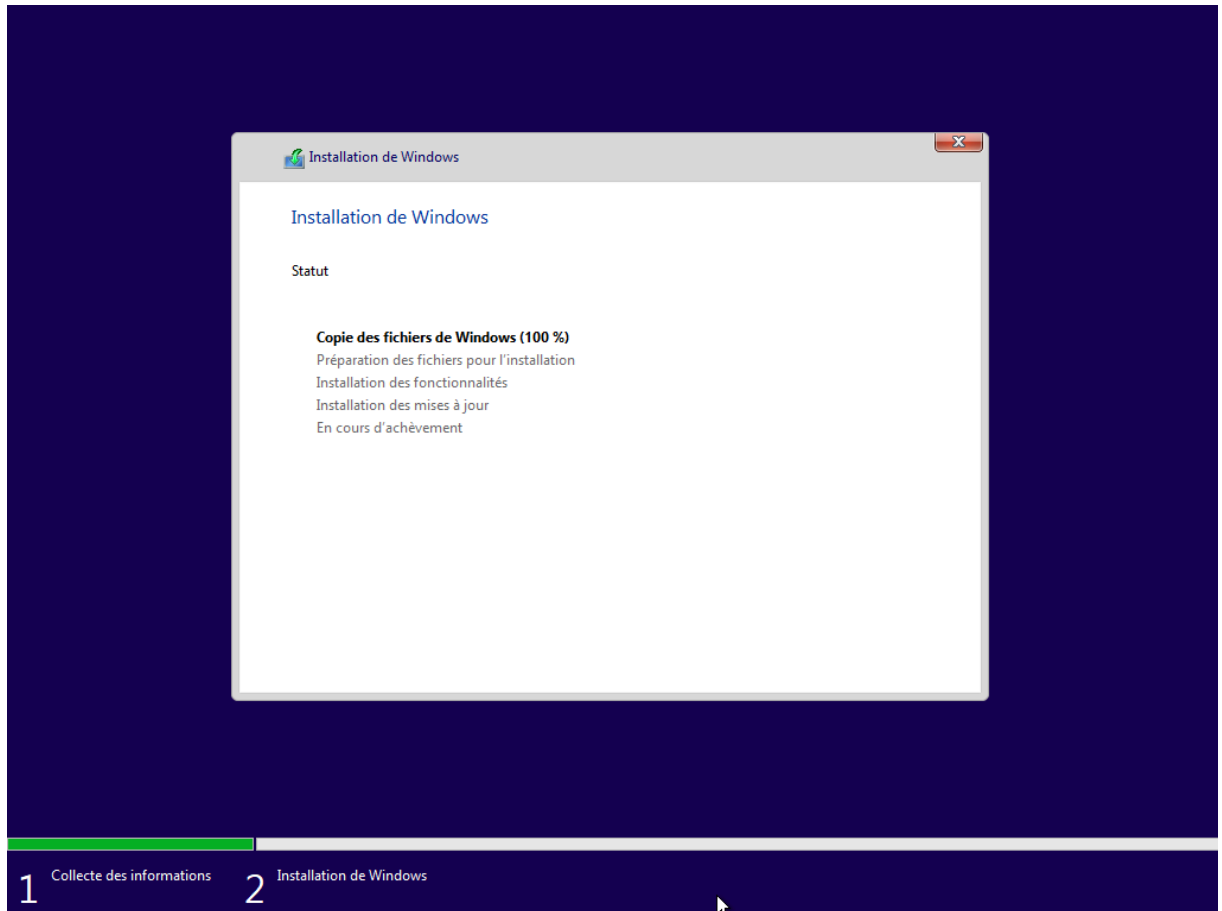 Installation de Windows
Installation de Windows
Statut
Copie des fichiers de Windows (100 %)
Préparation des fichiers pour l'installation
Installation des fonctionnalités
Installation des mises à jour
En cours d'achèvement
1 Collecte des informations 2 Installation de Windows